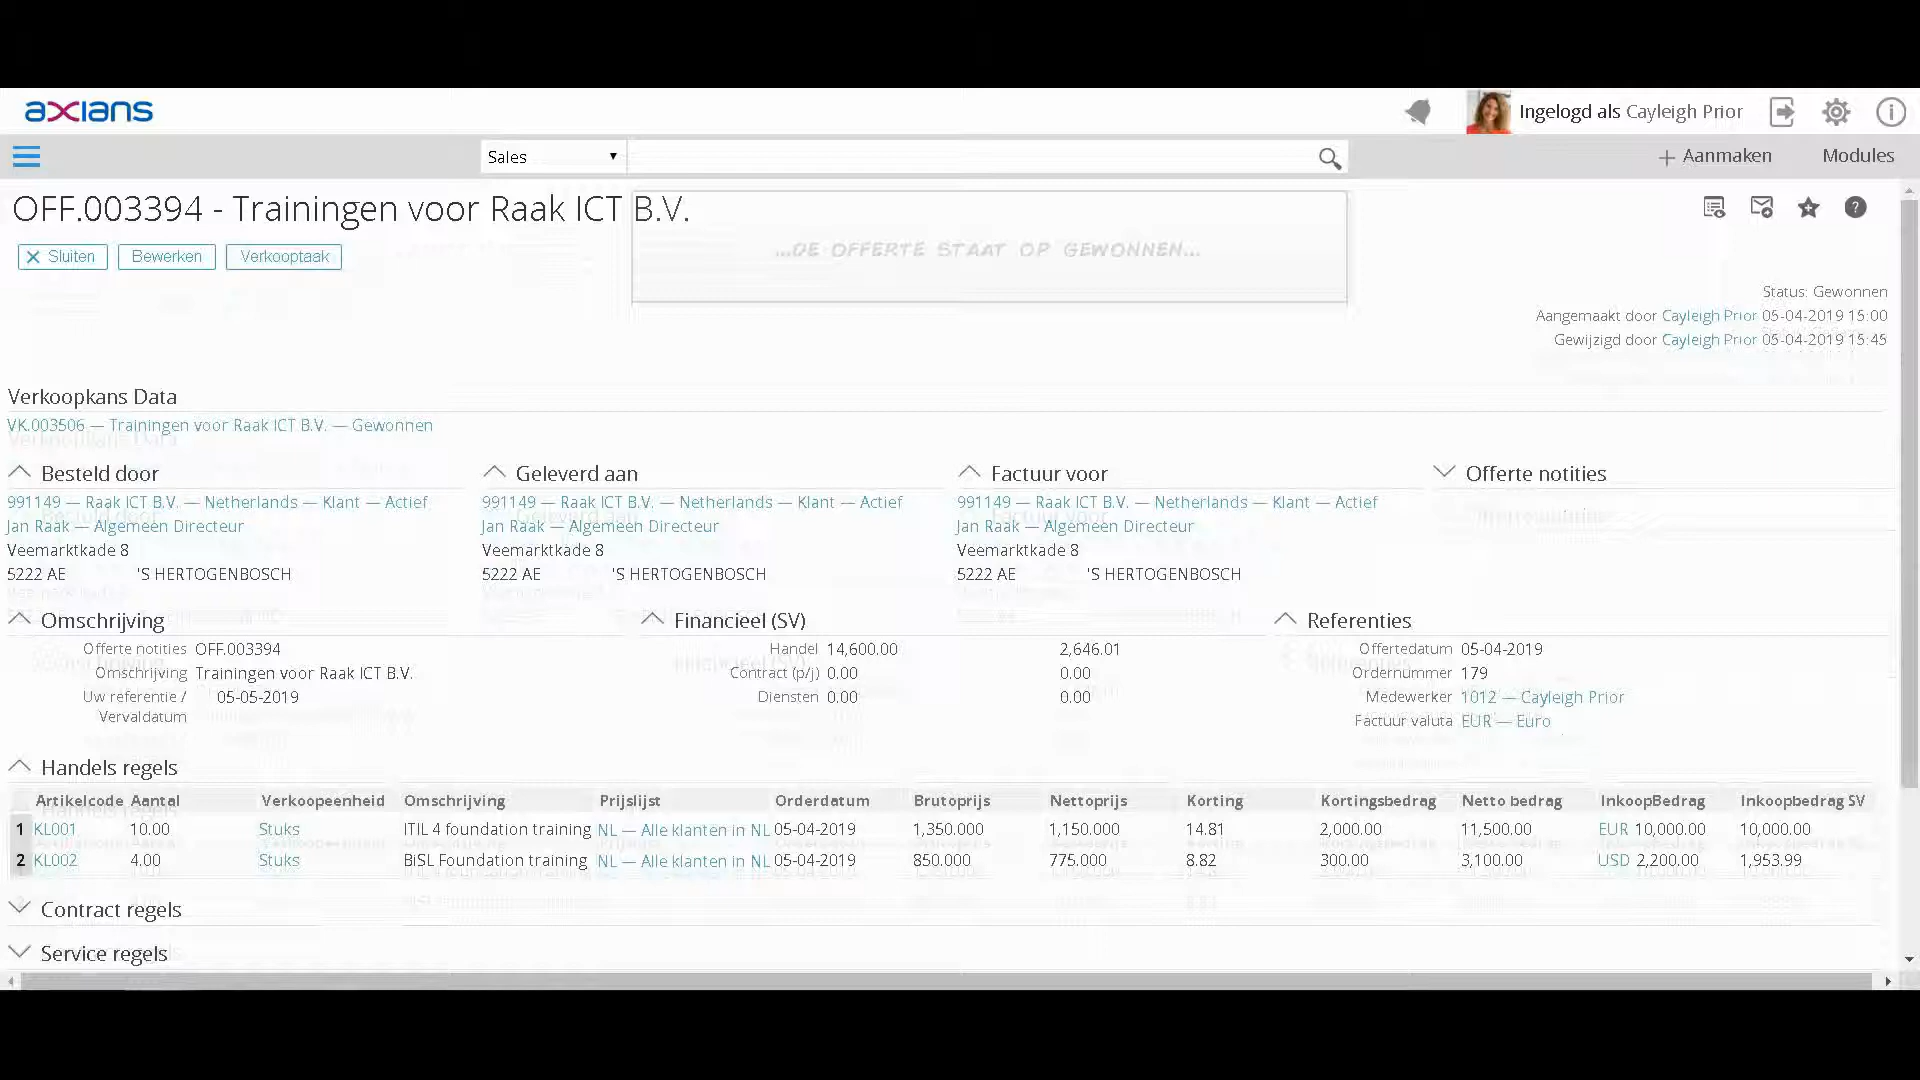 axians
Ingelogd als Cayleigh Prior
Sales
Aanmaken
Modules
OFF.003394 - Trainingen voor Raak ICT B.V.
...DE OFFERTE STAAT OP GEWONNEN...
Sluiten
Bewerken
Verkooptaak
Status: Gewonnen
Aangemaakt door Cayleigh Prior 05-04-2019 15:00
Gewijzigd door Cayleigh Prior 05-04-2019 15:45
Verkoopkans Data
VK.003506 — Trainingen voor Raak ICT B.V. — Gewonnen
Besteld door
Geleverd aan
Factuur voor
Offerte notities
991149 — Raak ICT B.V. — Netherlands — Klant — Actief
991149 — Raak ICT B.V. — Netherlands — Klant — Actief
991149 — Raak ICT B.V. — Netherlands — Klant — Actief
Jan Raak — Algemeen Directeur
Jan Raak — Algemeen Directeur
Jan Raak — Algemeen Directeur
Veemarktkade 8
Veemarktkade 8
Veemarktkade 8
5222 AE 'S HERTOGENBOSCH
5222 AE 'S HERTOGENBOSCH
5222 AE 'S HERTOGENBOSCH
Omschrijving
Financieel (SV)
Referenties
Offerte notities OFF.003394
Handel 14,600.00 2,646.01
Offertedatum 05-04-2019
Omschrijving Trainingen voor Raak ICT B.V.
Contract (p/j) 0.00 0.00
Ordernummer 179
Uw referentie / 05-05-2019
Vervaldatum
Diensten 0.00 0.00
Medewerker 1012 — Cayleigh Prior
Factuur valuta EUR — Euro
Handels regels
Artikelcode Aantal Verkoopeenheid Omschrijving Prijslijst Orderdatum Brutoprijs Nettoprijs Korting Kortingsbedrag Netto bedrag InkoopBedrag Inkoopbedrag SV
1 KL001 10.00 Stuks ITIL 4 foundation training NL — Alle klanten in NL 05-04-2019 1,350.000 1,150.000 14.81 2,000.00 11,500.00 EUR 10,000.00 10,000.00
2 KL002 4.00 Stuks BiSL Foundation training NL — Alle klanten in NL 05-04-2019 850.000 775.000 8.82 300.00 3,100.00 USD 2,200.00 1,953.99
Contract regels
Service regels